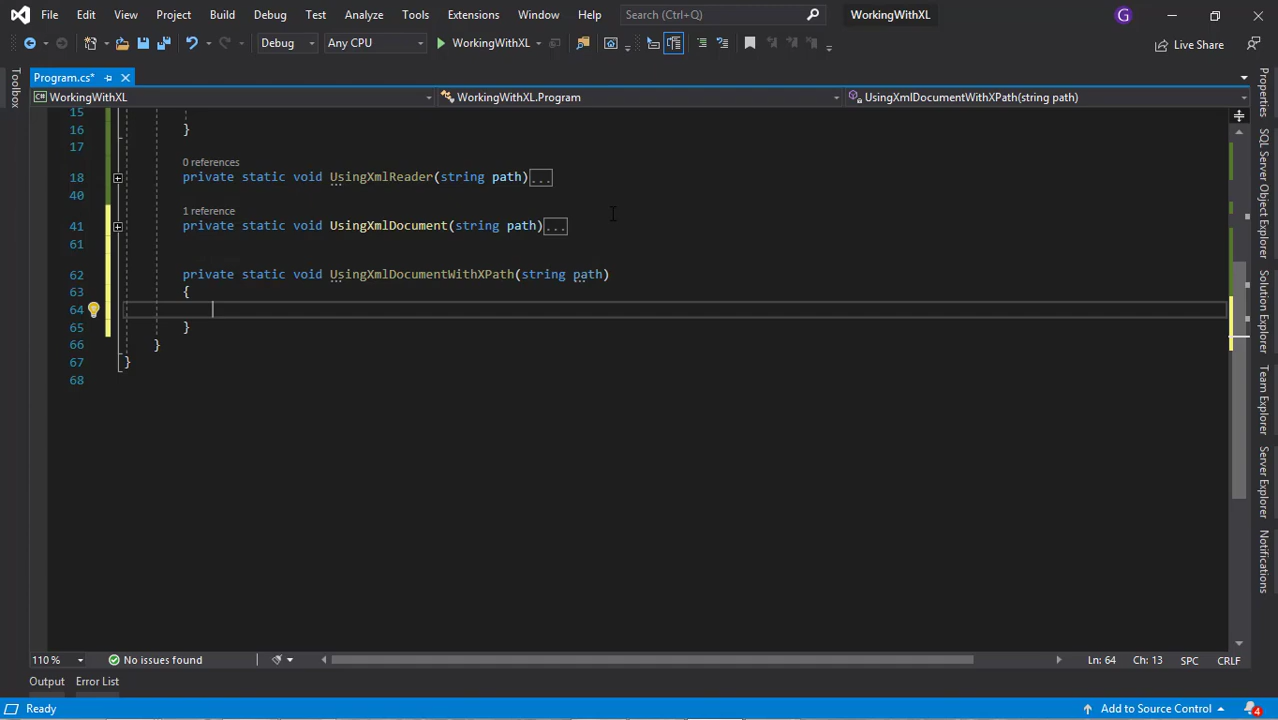 File Edit View Project Build Debug Test Analyze Tools Extensions Window Help Search (Ctrl+Q) WorkingWithXL G
Debug Any CPU WorkingWithXL Live Share
Program.cs*
WorkingWithXL WorkingWithXL.Program UsingXmlDocumentWithXPath(string path)
15
16 }
17
0 references
18 private static void UsingXmlReader(string path)...
40
1 reference
41 private static void UsingXmlDocument(string path)...
61
62 private static void UsingXmlDocumentWithXPath(string path)
63 {
64
65 }
66 }
67 }
68
110 % No issues found Ln: 64 Ch: 13 SPC CRLF
Output Error List
Ready Add to Source Control 4
Toolbox
Properties
SQL Server Object Explorer
Solution Explorer
Team Explorer
Server Explorer
Notifications